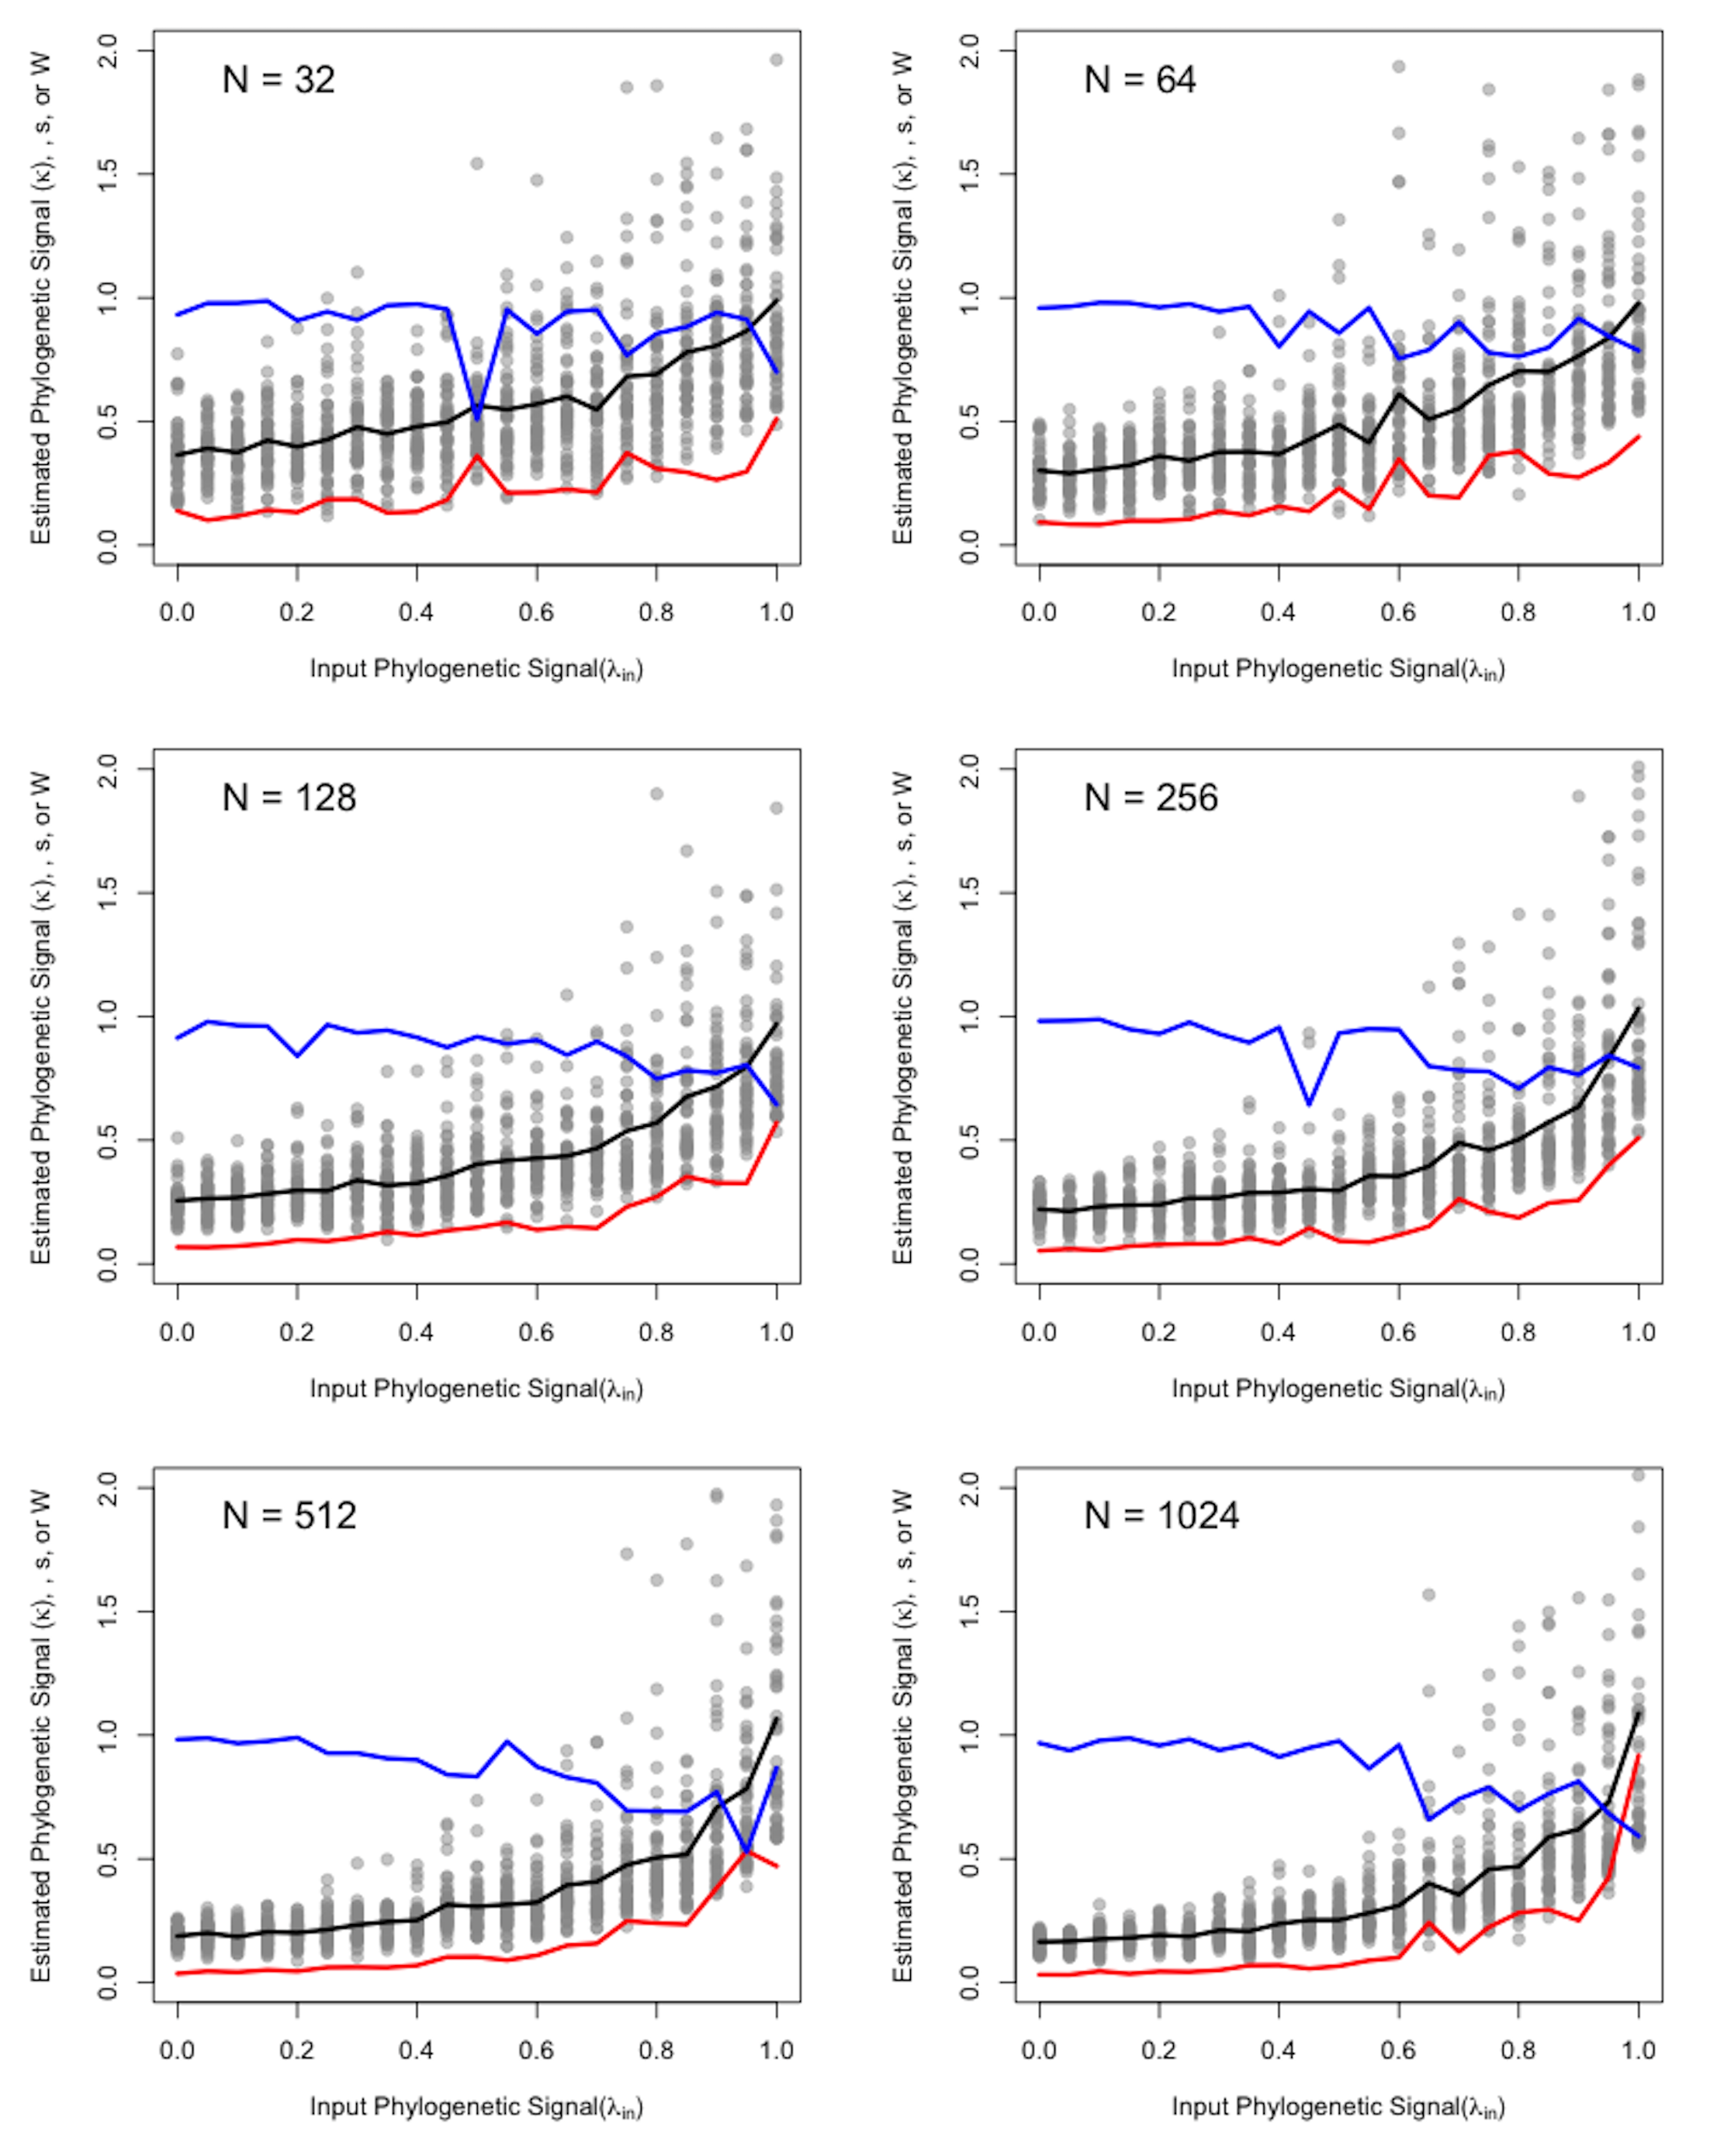 N = 32
Estimated Phylogenetic Signal (κ), , s, or W
2.0
1.5
1.0
0.5
0.0
0.0 0.2 0.4 0.6 0.8 1.0
Input Phylogenetic Signal(λin)
N = 64
Estimated Phylogenetic Signal (κ), , s, or W
2.0
1.5
1.0
0.5
0.0
0.0 0.2 0.4 0.6 0.8 1.0
Input Phylogenetic Signal(λin)
N = 128
Estimated Phylogenetic Signal (κ), , s, or W
2.0
1.5
1.0
0.5
0.0
0.0 0.2 0.4 0.6 0.8 1.0
Input Phylogenetic Signal(λin)
N = 256
Estimated Phylogenetic Signal (κ), , s, or W
2.0
1.5
1.0
0.5
0.0
0.0 0.2 0.4 0.6 0.8 1.0
Input Phylogenetic Signal(λin)
N = 512
Estimated Phylogenetic Signal (κ), , s, or W
2.0
1.5
1.0
0.5
0.0
0.0 0.2 0.4 0.6 0.8 1.0
Input Phylogenetic Signal(λin)
N = 1024
Estimated Phylogenetic Signal (κ), , s, or W
2.0
1.5
1.0
0.5
0.0
0.0 0.2 0.4 0.6 0.8 1.0
Input Phylogenetic Signal(λin)